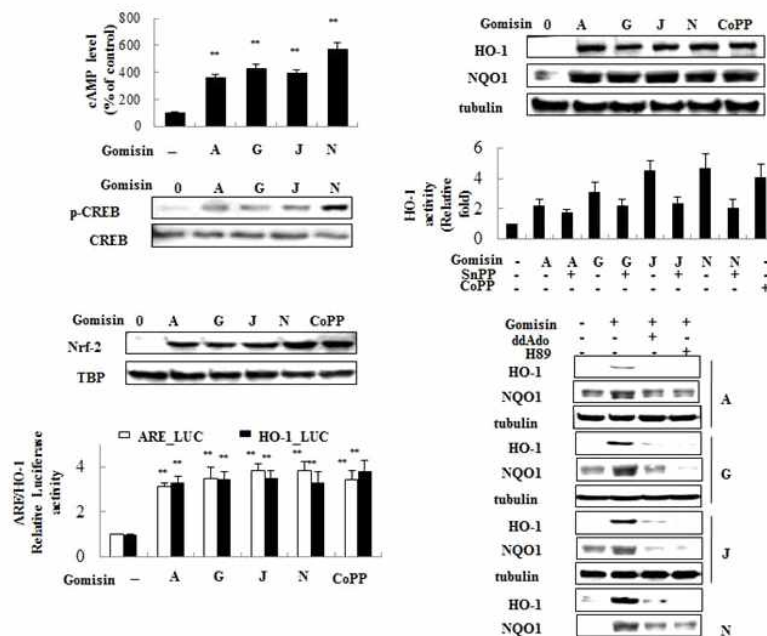 800
600
400
200
0
cAMP level
(% of control)
** ** ** **
Gomisin – A G J N
Gomisin 0 A G J N
p-CREB
CREB
Gomisin 0 A G J N CoPP
Nrf-2
TBP
ARE_LUC HO-1_LUC
4
2
0
ARE/HO-1
Relative Luciferase
activity
** ** ** ** ** ** ** ** ** **
Gomisin – A G J N CoPP
Gomisin 0 A G J N CoPP
HO-1
NQO1
tubulin
6
4
2
0
HO-1
activity
(Relative
fold)
Gomisin - A A G G J J N N -
SnPP - - + - + - + - + -
CoPP - - - - - - - - - +
Gomisin - + + +
ddAdo - - + -
H89 - - - +
HO-1
NQO1
tubulin
A
HO-1
NQO1
tubulin
G
HO-1
NQO1
tubulin
J
HO-1
NQO1
N